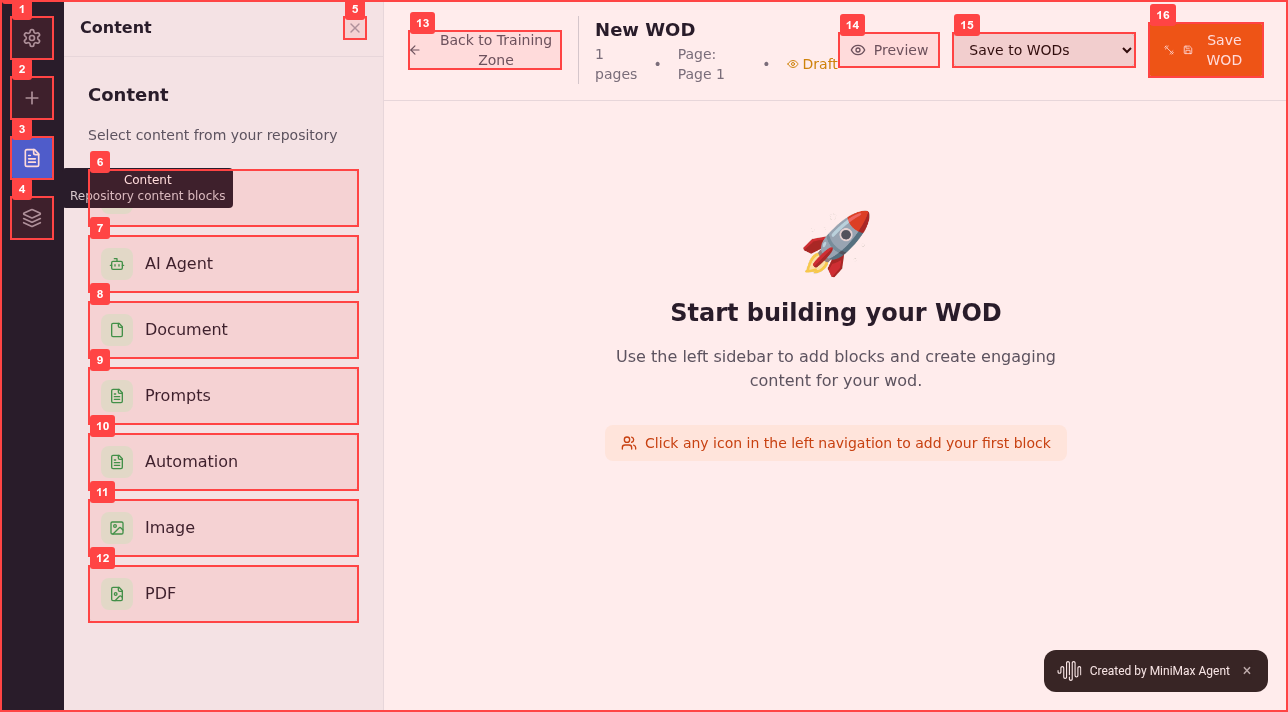 1
2
3
4
5
Content
Content
Select content from your repository
6
Content
Repository content blocks
7
AI Agent
8
Document
9
Prompts
10
Automation
11
Image
12
PDF
13
Back to Training
Zone
New WOD
1
pages
•
Page:
Page 1
•
Draft
14
Preview
15
Save to WODs
16
Save
WOD
Start building your WOD
Use the left sidebar to add blocks and create engaging
content for your wod.
Click any icon in the left navigation to add your first block
Created by MiniMax Agent